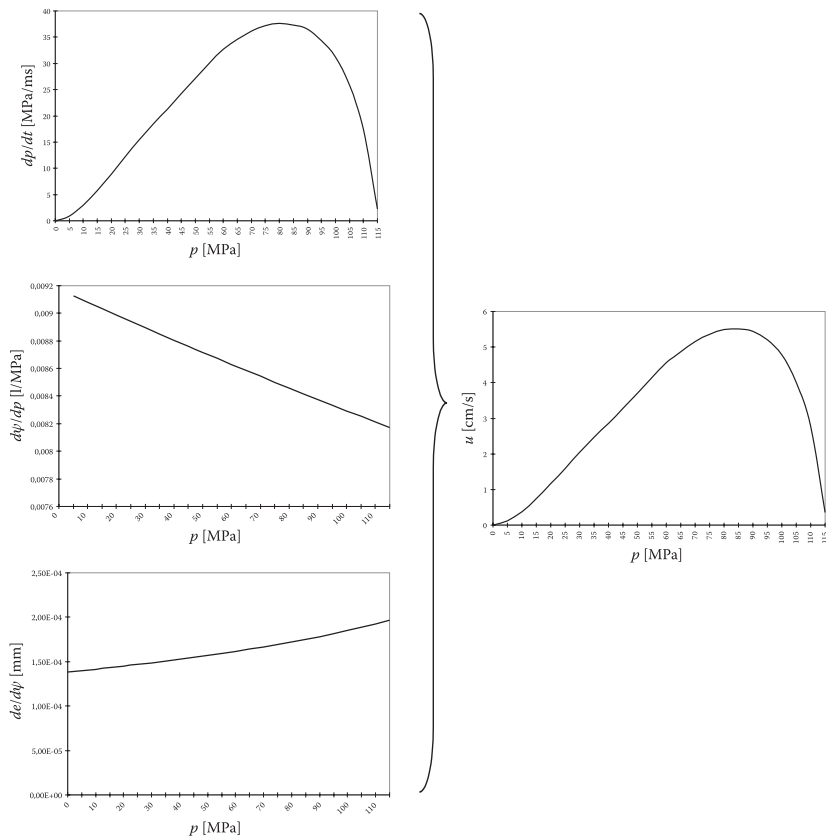 40
35
30
25
20
15
10
5
0
dp/dt [MPa/ms]
0 5 10 15 20 25 30 35 40 45 50 55 60 65 70 75 80 85 90 95 100 105 110 115
p [MPa]
0,0092
0,009
0,0088
0,0086
0,0084
0,0082
0,008
0,0078
0,0076
dψ/dp [1/MPa]
0 10 20 30 40 50 60 70 80 90 100 110
p [MPa]
2,50E-04
2,00E-04
1,50E-04
1,00E-04
5,00E-05
0,00E+00
de/dψ [mm]
0 10 20 30 40 50 60 70 80 90 100 110
p [MPa]
6
5
4
3
2
1
0
u [cm/s]
0 5 10 15 20 25 30 35 40 45 50 55 60 65 70 75 80 85 90 95 100 105 110 115
p [MPa]